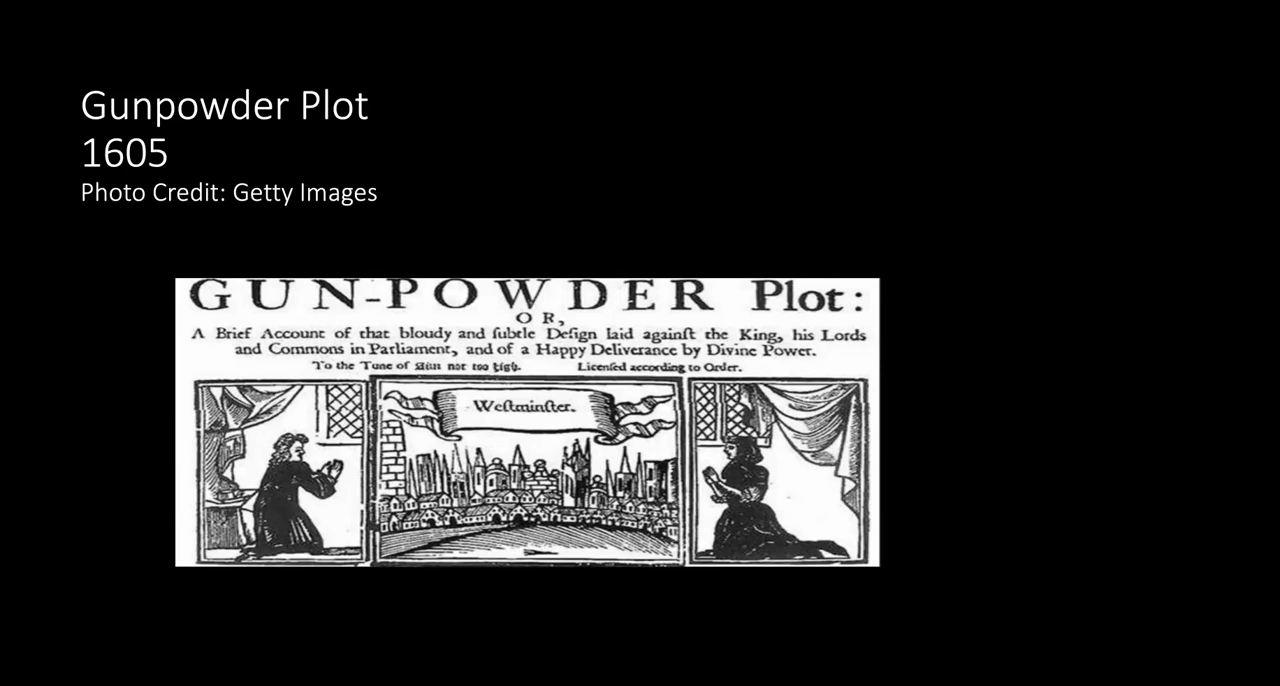 Gunpowder Plot
1605
Photo Credit: Getty Images
GUN-POWDER Plot:
OR,
A Brief Account of that bloudy and ſubtle Deſign laid againſt the King, his Lords
and Commons in Parliament, and of a Happy Deliverance by Divine Power.
To the Tune of not too Licenſed according to Order.
Weſtminſter.